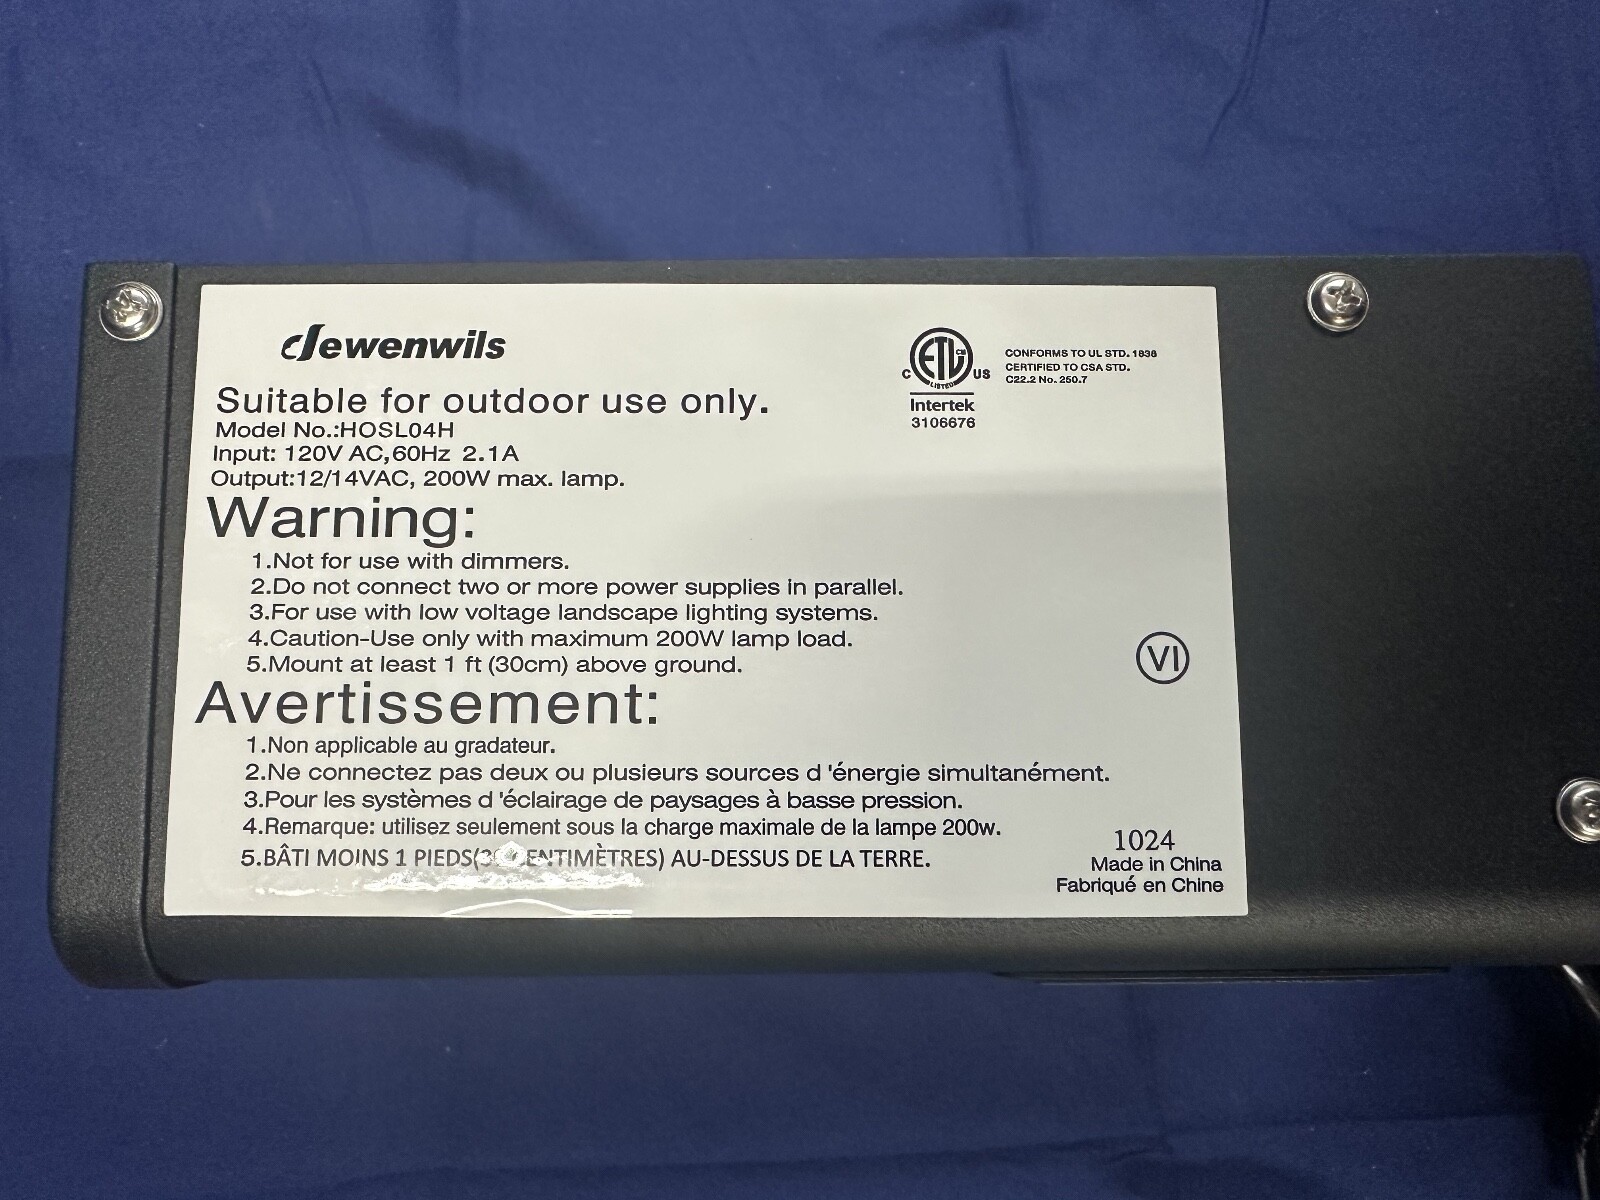 dewenwils
Suitable for outdoor use only.
Model No.:HOSL04H
Input: 120V AC,60Hz 2.1A
Output:12/14VAC, 200W max. lamp.
ETL CM
C US
LISTED
Intertek
3106676
CONFORMS TO UL STD. 1838
CERTIFIED TO CSA STD.
C22.2 No. 250.7
Warning:
1.Not for use with dimmers.
2.Do not connect two or more power supplies in parallel.
3.For use with low voltage landscape lighting systems.
4.Caution-Use only with maximum 200W lamp load.
5.Mount at least 1 ft (30cm) above ground.
VI
Avertissement:
1.Non applicable au gradateur.
2.Ne connectez pas deux ou plusieurs sources d 'énergie simultanément.
3.Pour les systèmes d 'éclairage de paysages à basse pression.
4.Remarque: utilisez seulement sous la charge maximale de la lampe 200w.
5.BÂTI MOINS 1 PIEDS( AU-DESSUS DE LA TERRE.
1024
Made in China
Fabriqué en Chine